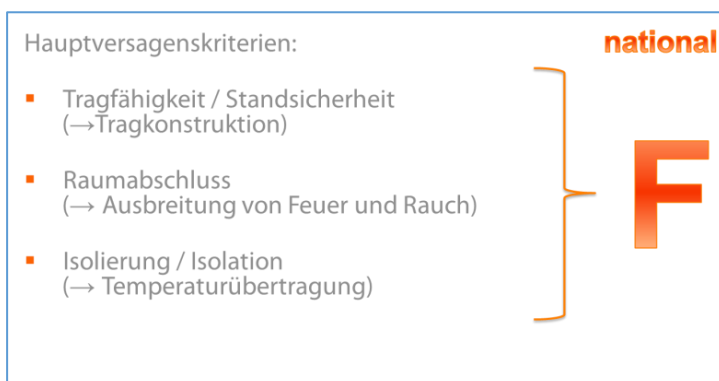 Hauptversagenskriterien:
national
▪ Tragfähigkeit / Standsicherheit
(→Tragkonstruktion)
▪ Raumabschluss
(→ Ausbreitung von Feuer und Rauch)
▪ Isolierung / Isolation
(→ Temperaturübertragung)
F